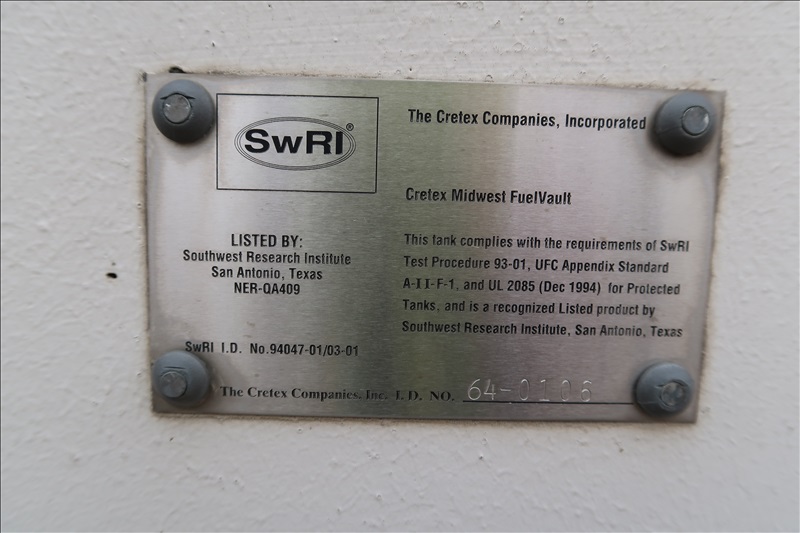 SwRI®
The Cretex Companies, Incorporated
Cretex Midwest FuelVault
LISTED BY:
Southwest Research Institute
San Antonio, Texas
NER-QA409
This tank complies with the requirements of SwRI
Test Procedure 93-01, UFC Appendix Standard
A-II-F-1, and UL 2085 (Dec 1994) for Protected
Tanks, and is a recognized Listed product by
Southwest Research Institute, San Antonio, Texas
SwRI I.D. No.94047-01/03-01
The Cretex Companies, Inc. I. D. NO. 64-0106